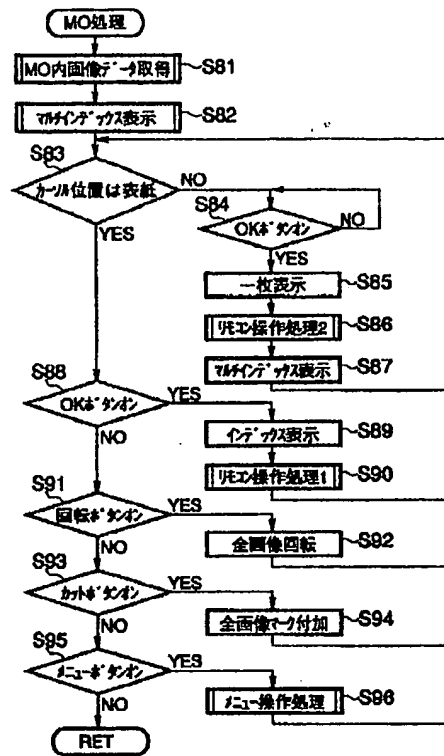 MO処理
MO内画像データ取得
S81
マルチインデックス表示
S82
S83
カーソル位置は表紙
NO
YES
S84
OKボタンオン
NO
YES
一枚表示
S85
リモコン操作処理2
S86
マルチインデックス表示
S87
S88
OKボタンオン
YES
NO
インデックス表示
S89
リモコン操作処理1
S90
S91
回転ボタンオン
YES
NO
全画像回転
S92
S93
カットボタンオン
YES
NO
全画像マーク付加
S94
S95
メニューボタンオン
YES
NO
メニュー操作処理
S96
RET